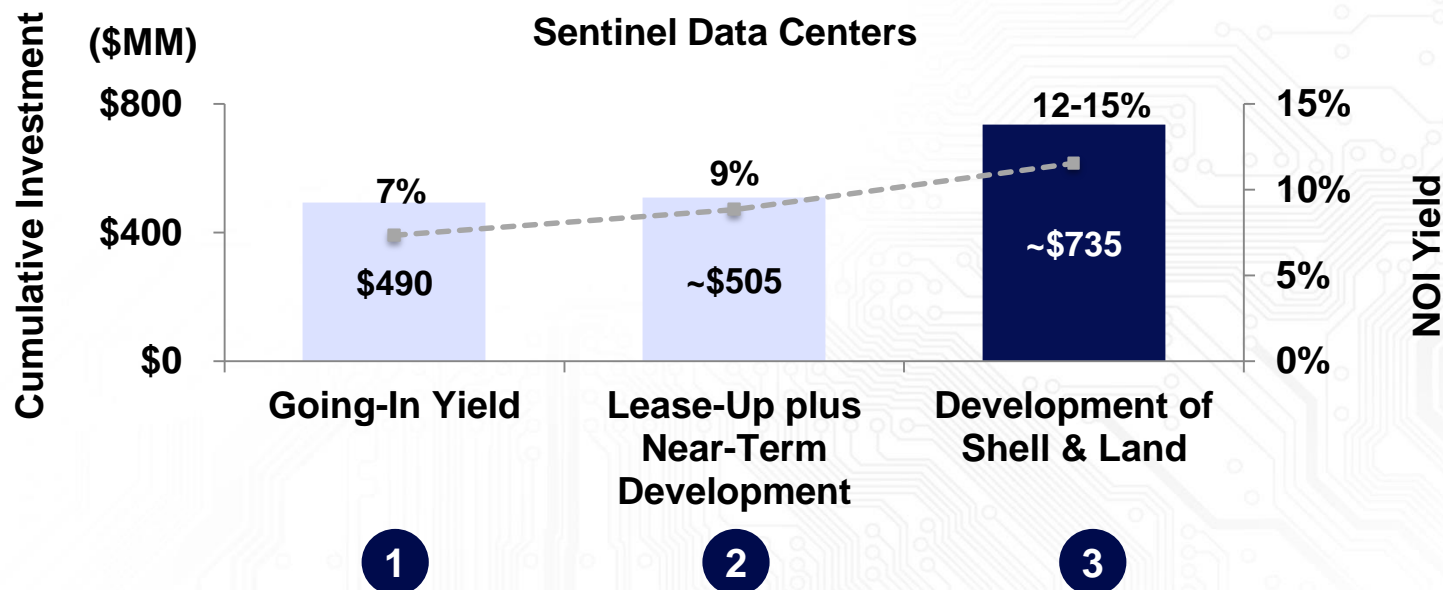 Sentinel Data Centers
($MM)
Cumulative Investment
$800
$400
$0
7%
$490
9%
~$505
12-15%
~$735
15%
10%
5%
0%
NOI Yield
Going-In Yield
Lease-Up plus
Near-Term
Development
Development of
Shell & Land
1
2
3